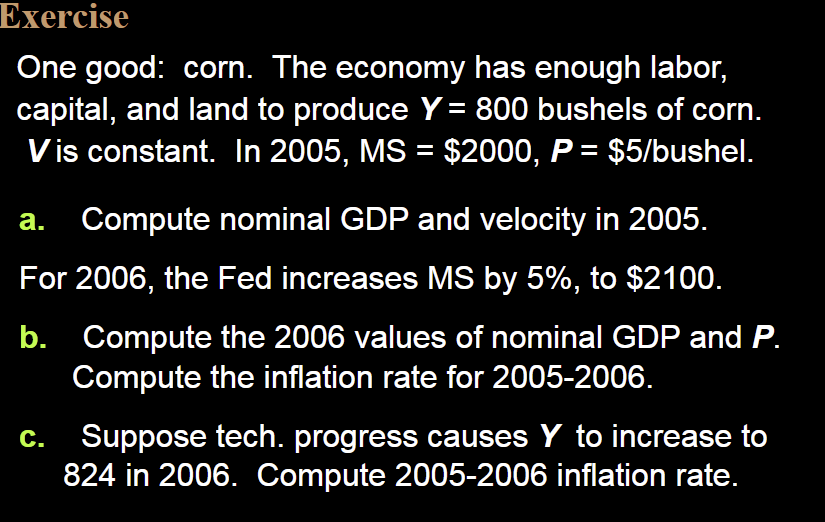 Exercise
One good: corn. The economy has enough labor,
capital, and land to produce Y = 800 bushels of corn.
V is constant. In 2005, MS = $2000, P = $5/bushel.
a. Compute nominal GDP and velocity in 2005.
For 2006, the Fed increases MS by 5%, to $2100.
b. Compute the 2006 values of nominal GDP and P.
Compute the inflation rate for 2005-2006.
c. Suppose tech. progress causes Y to increase to
824 in 2006. Compute 2005-2006 inflation rate.